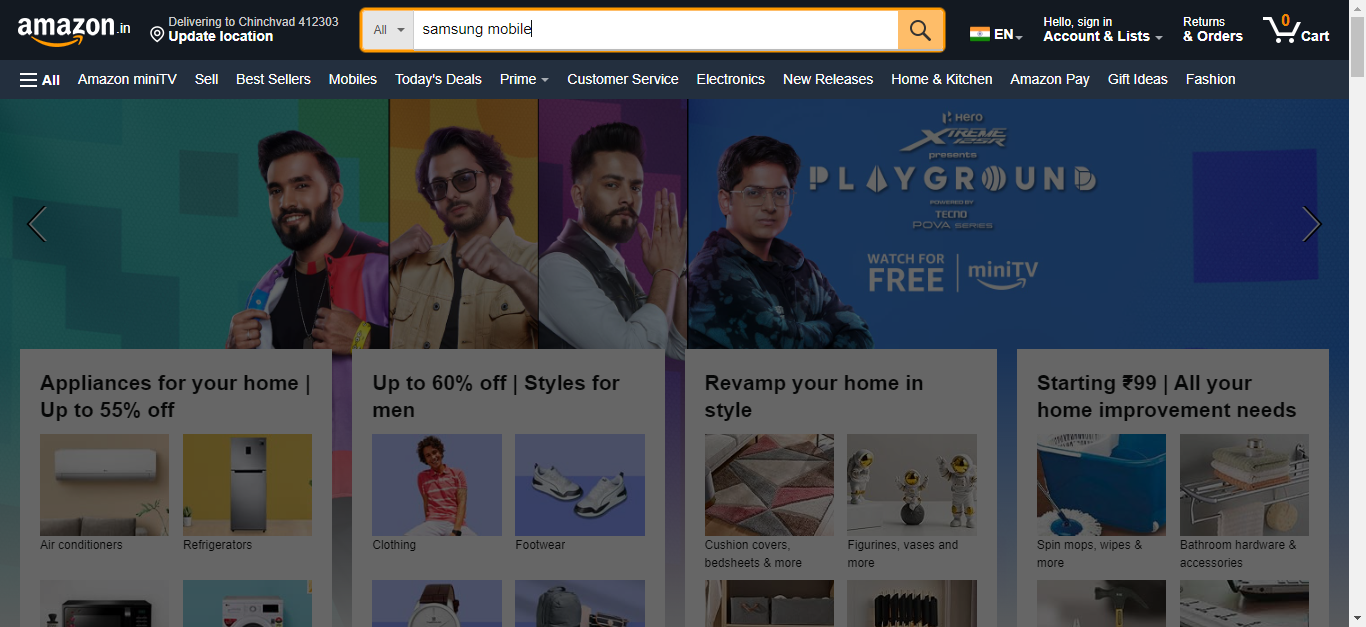 amazon.in
Delivering to Chinchvad 412303
Update location
All
samsung mobile
EN
Hello, sign in
Account & Lists
Returns
& Orders
0
Cart
All
Amazon miniTV
Sell
Best Sellers
Mobiles
Today's Deals
Prime
Customer Service
Electronics
New Releases
Home & Kitchen
Amazon Pay
Gift Ideas
Fashion
Hero
XTREME
125R
presents
PLAYGROUND
POWERED BY
TECNO
POVA SERIES
WATCH FOR
FREE
miniTV
Appliances for your home |
Up to 55% off
Air conditioners
Refrigerators
Up to 60% off | Styles for
men
Clothing
Footwear
Revamp your home in
style
Cushion covers,
bedsheets & more
Figurines, vases and
more
Starting ₹99 | All your
home improvement needs
Spin mops, wipes &
more
Bathroom hardware &
accessories